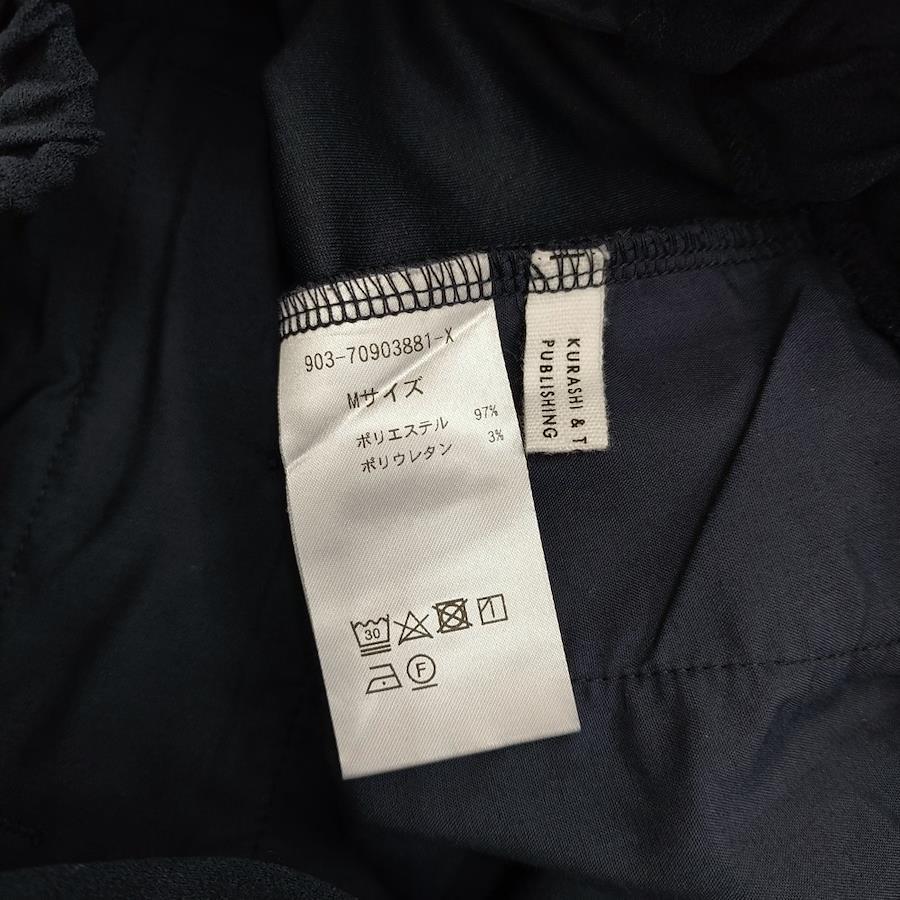 903-70903881-X
Mサイズ
ポリエステル 97%
ポリウレタン 3%
30
F
KURASHI & T
PUBLISHING